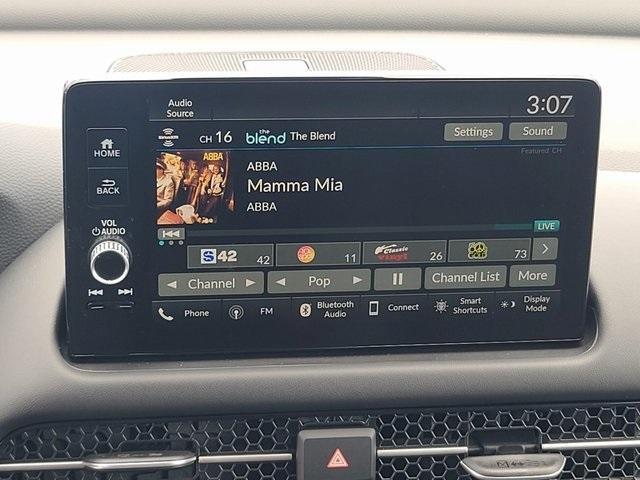 Audio
Source
3:07
SiriusXM
CH 16
the
blend
The Blend
Settings
Sound
Featured CH
ABBA
ABBA
Mamma Mia
ABBA
LIVE
S 42
42
11
Classic
Vinyl
26
73
HOME
BACK
VOL
AUDIO
Channel
Pop
Channel List
More
Phone
FM
Bluetooth
Audio
Connect
Smart
Shortcuts
Display
Mode